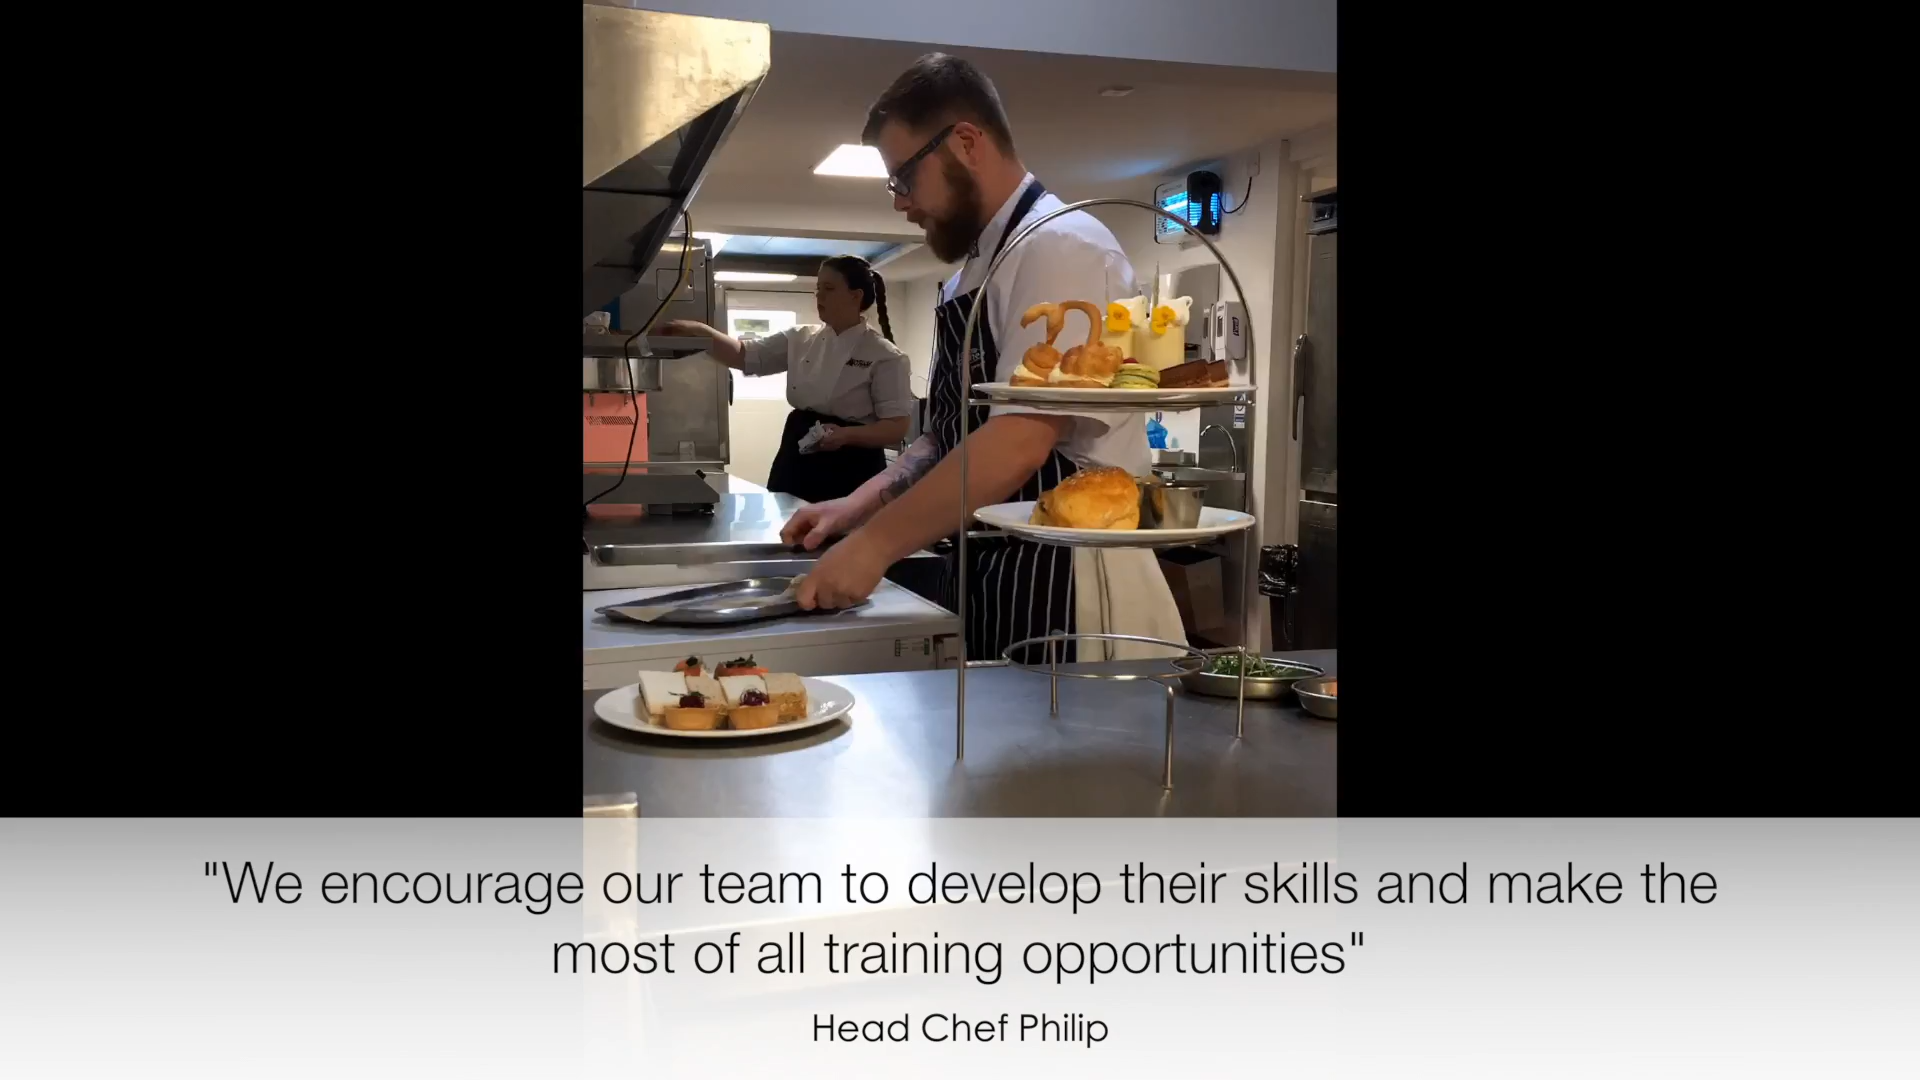 "We encourage our team to develop their skills and make the
most of all training opportunities"
Head Chef Philip